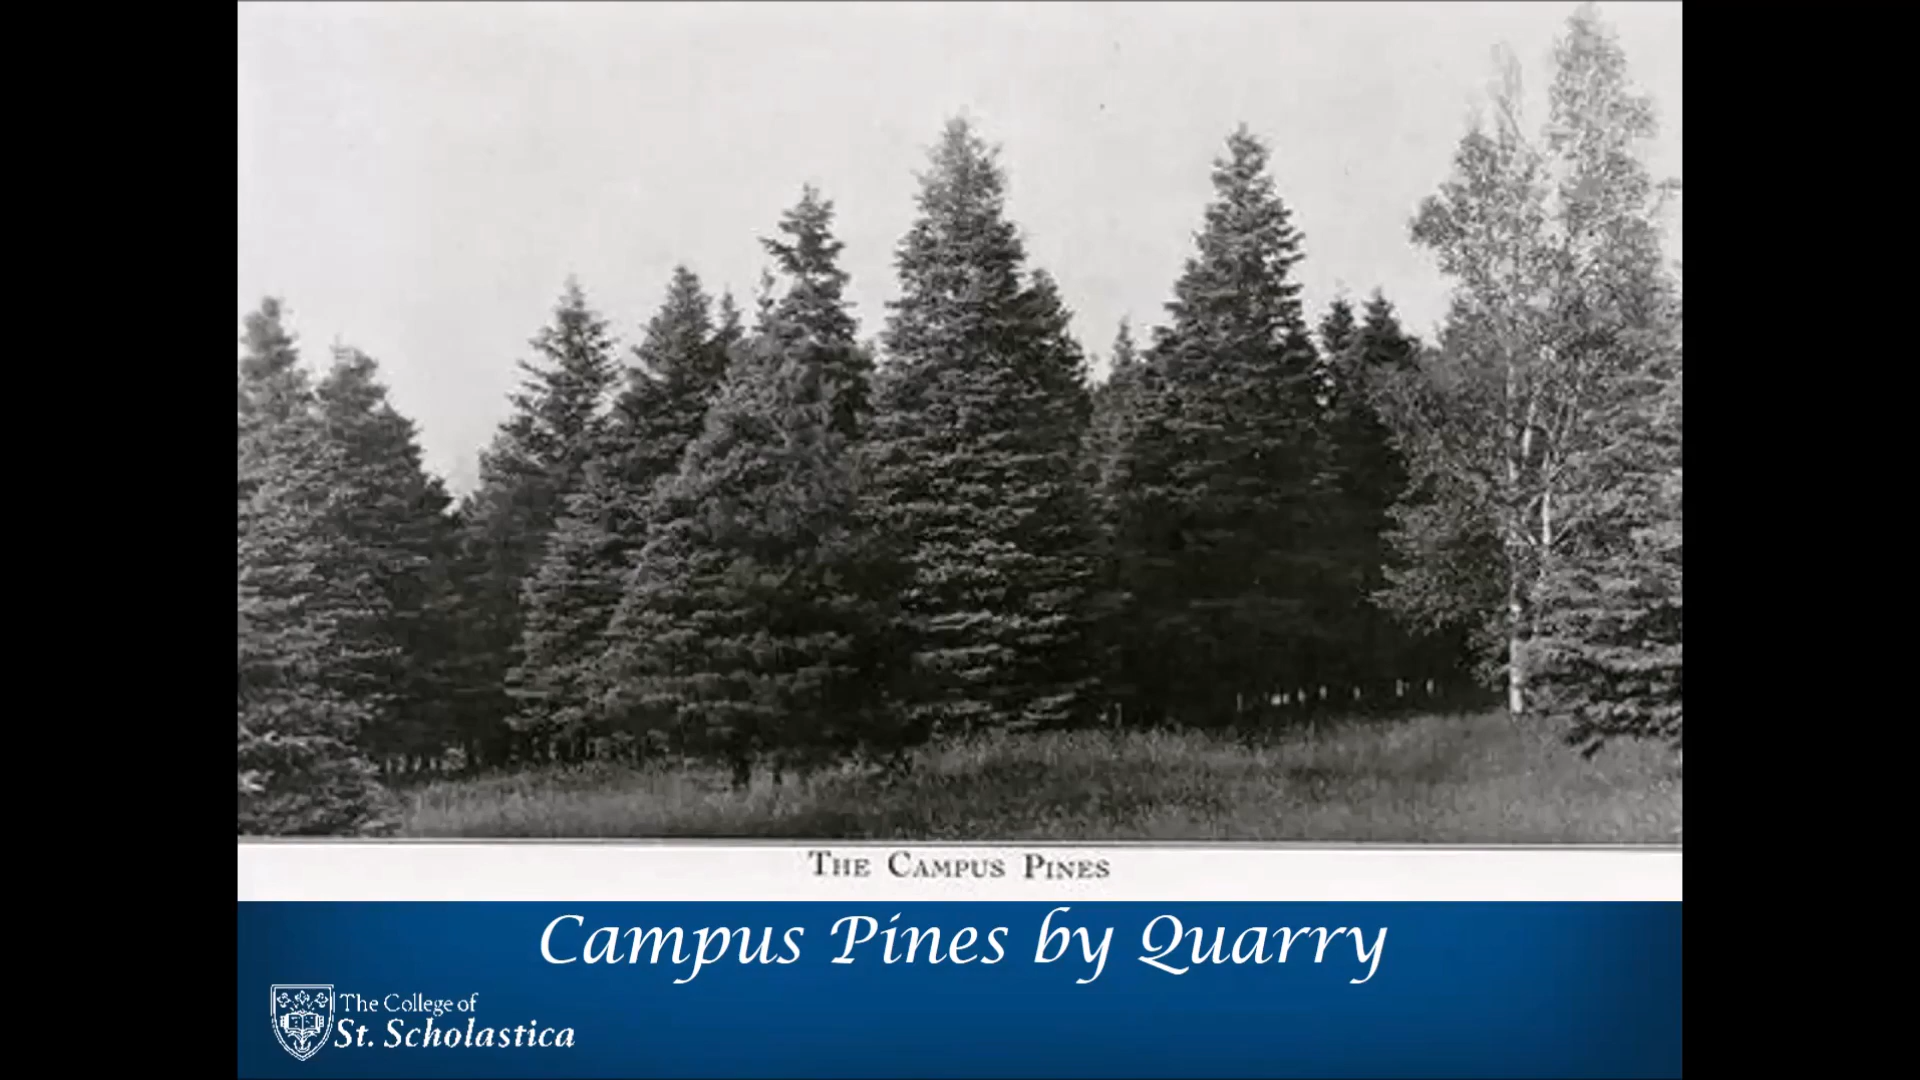 The Campus Pines
Campus Pines by Quarry
The College of
St. Scholastica